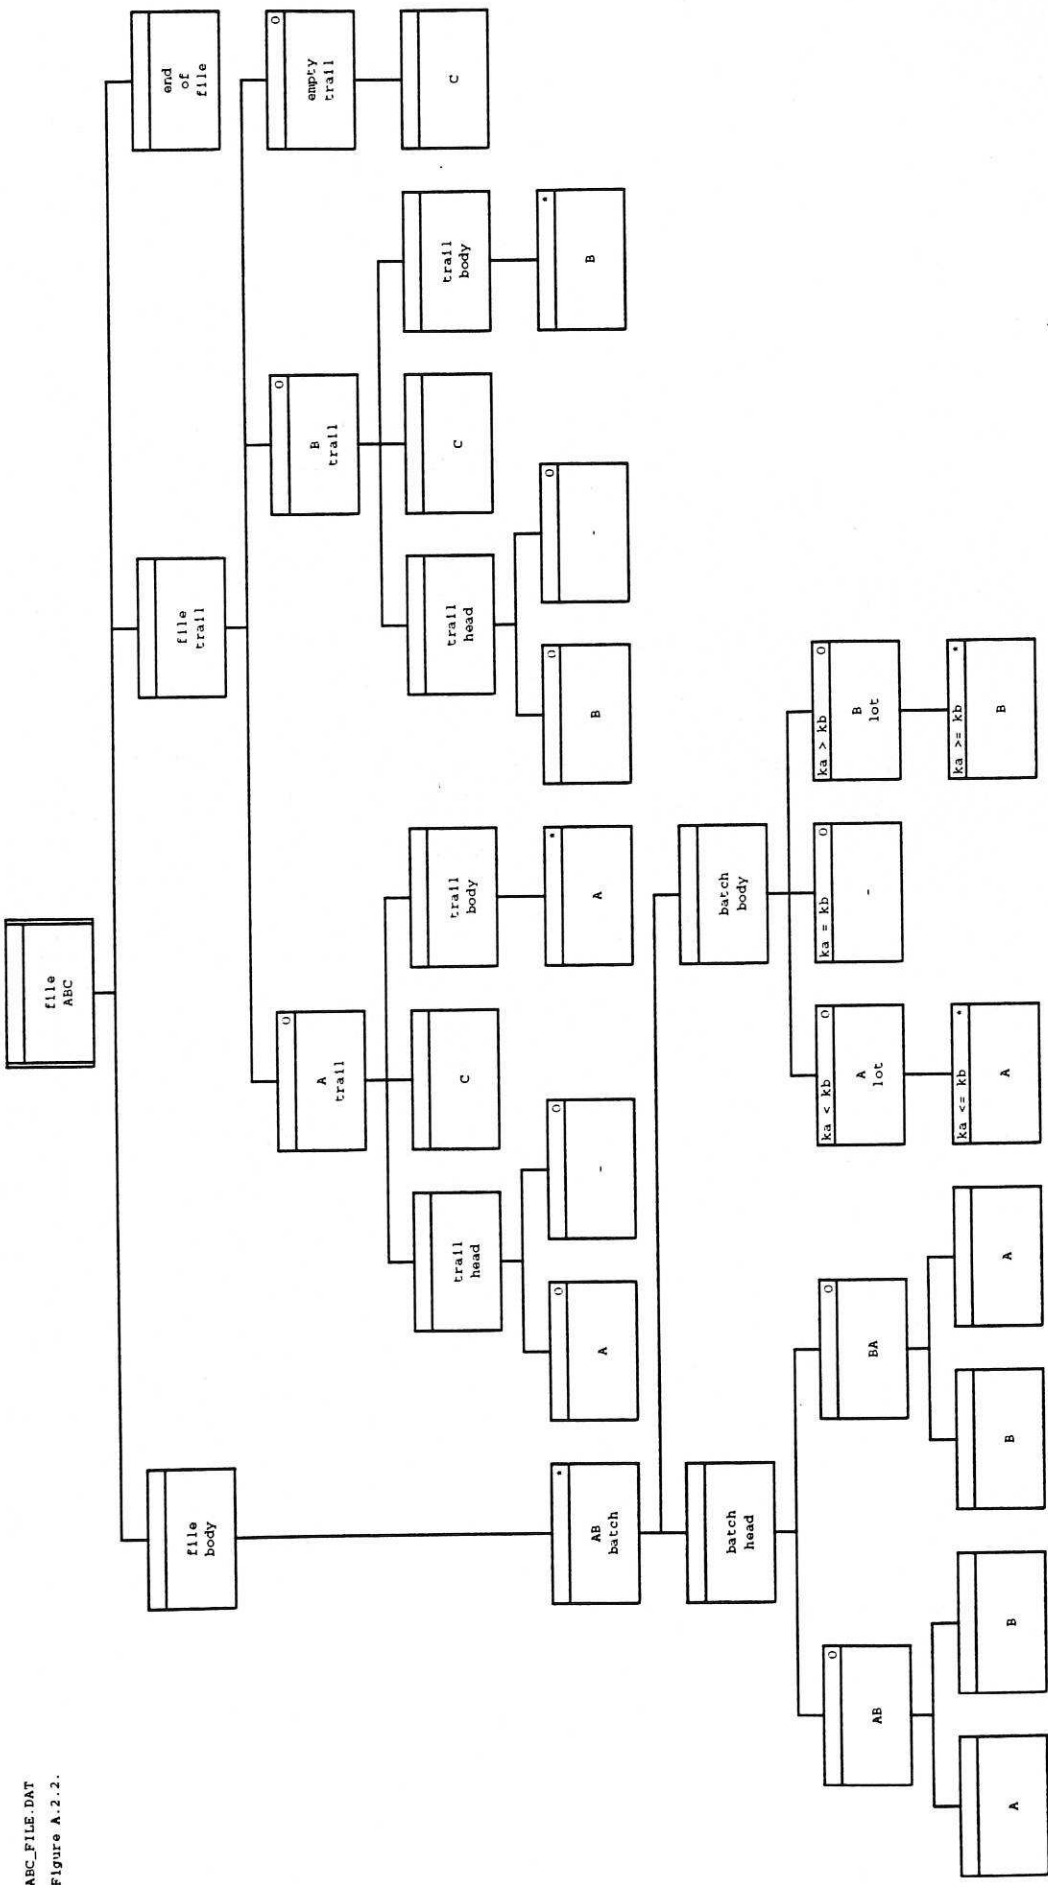 ABC_FILE.DAT
Figure A.2.2.
file
ABC
file
body
file
trail
end
of
file
O
A
trail
O
B
trail
O
empty
trail
trail
head
C
trail
body
trail
head
C
trail
body
C
*
AB
batch
O
A
O
-
*
A
O
B
O
-
*
B
batch
head
batch
body
O
AB
O
BA
ka < kb O
A
lot
ka = kb O
-
ka > kb O
B
lot
A
B
B
A
ka <= kb *
A
ka >= kb *
B